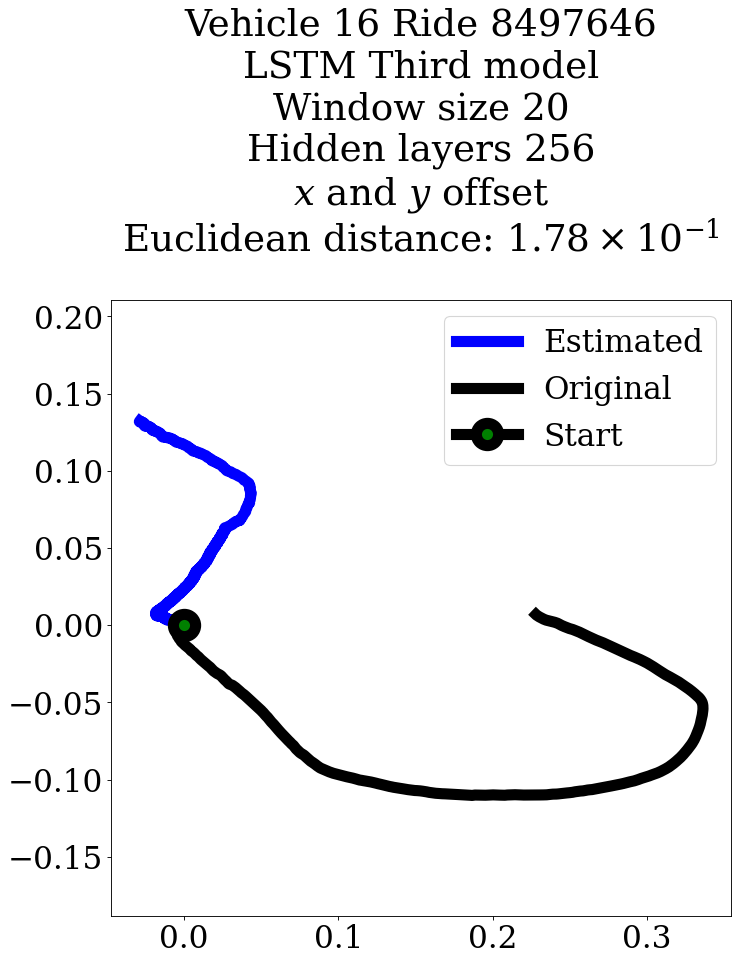 Vehicle 16 Ride 8497646
LSTM Third model
Window size 20
Hidden layers 256
x and y offset
Euclidean distance: 1.78 × 10⁻¹
Estimated
Original
Start
0.20
0.15
0.10
0.05
0.00
−0.05
−0.10
−0.15
0.0 0.1 0.2 0.3